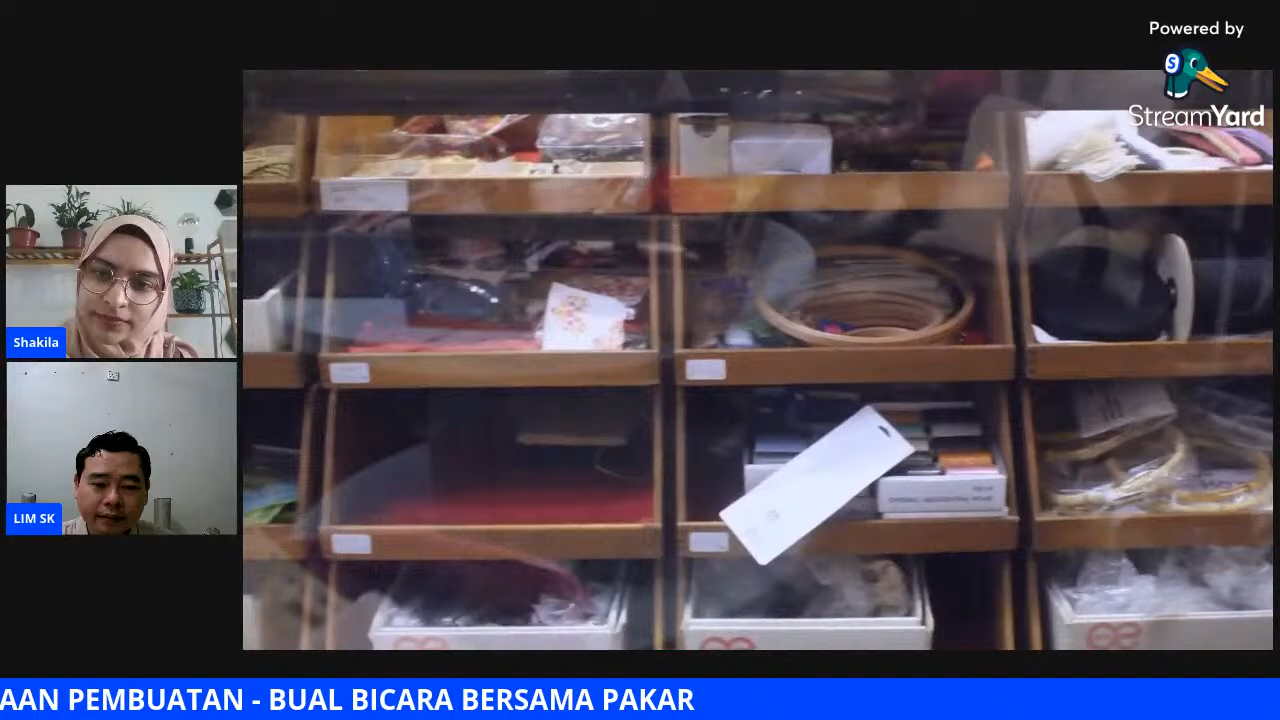 Powered by
S
StreamYard
Shakila
LIM SK
AAN PEMBUATAN - BUAL BICARA BERSAMA PAKAR